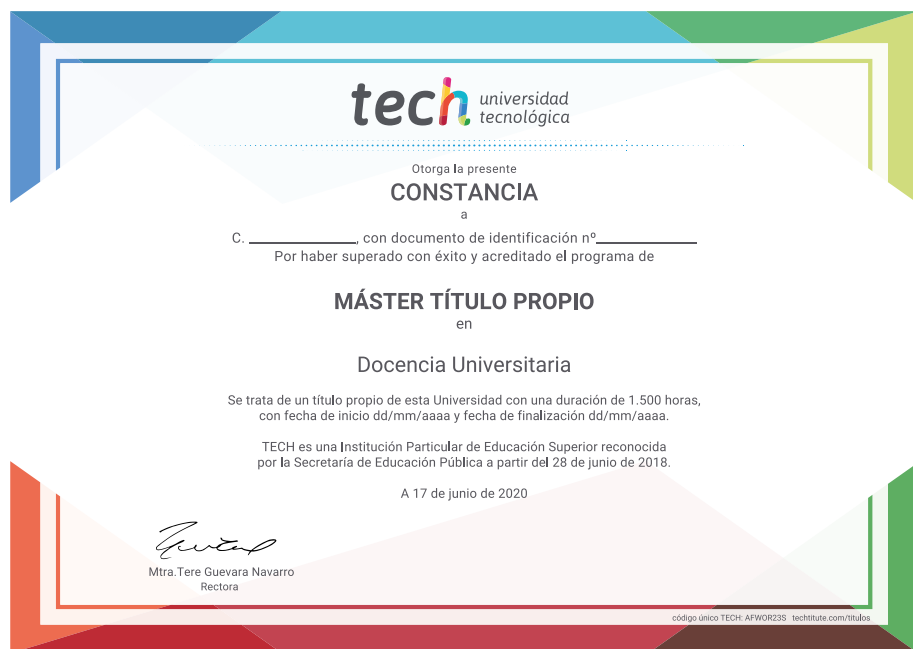 tech universidad
tecnológica
Otorga la presente
CONSTANCIA
a
C. ____________, con documento de identificación nº____________
Por haber superado con éxito y acreditado el programa de
MÁSTER TÍTULO PROPIO
en
Docencia Universitaria
Se trata de un título propio de esta Universidad con una duración de 1.500 horas,
con fecha de inicio dd/mm/aaaa y fecha de finalización dd/mm/aaaa.
TECH es una Institución Particular de Educación Superior reconocida
por la Secretaría de Educación Pública a partir del 28 de junio de 2018.
A 17 de junio de 2020
Mtra.Tere Guevara Navarro
Rectora
código único TECH: AFWOR23S techtitute.com/titulos